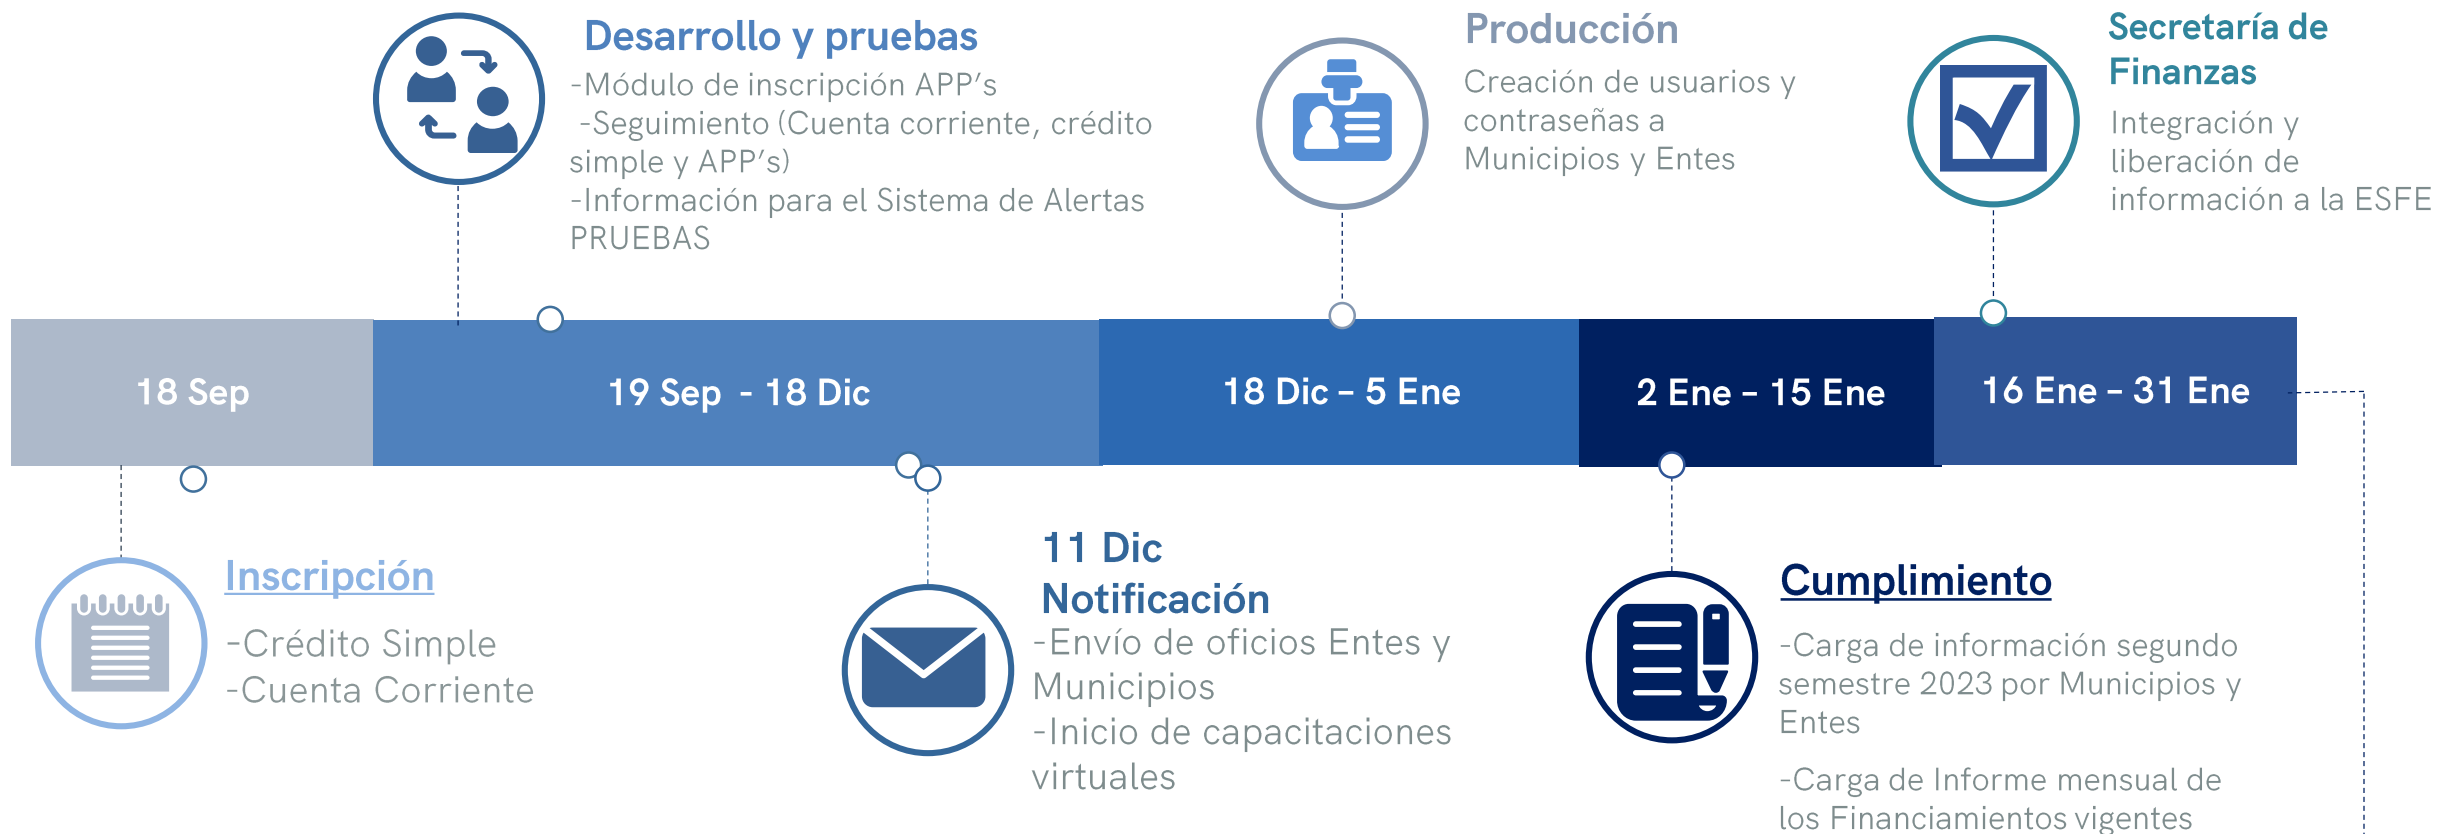 Desarrollo y pruebas
-Módulo de inscripción APP’s
-Seguimiento (Cuenta corriente, crédito
simple y APP’s)
-Información para el Sistema de Alertas
PRUEBAS
Producción
Creación de usuarios y
contraseñas a
Municipios y Entes
Secretaría de
Finanzas
Integración y
liberación de
información a la ESFE
18 Sep
19 Sep - 18 Dic
18 Dic – 5 Ene
2 Ene – 15 Ene
16 Ene – 31 Ene
Inscripción
-Crédito Simple
-Cuenta Corriente
11 Dic
Notificación
-Envío de oficios Entes y
Municipios
-Inicio de capacitaciones
virtuales
Cumplimiento
-Carga de información segundo
semestre 2023 por Municipios y
Entes
-Carga de Informe mensual de
los Financiamientos vigentes